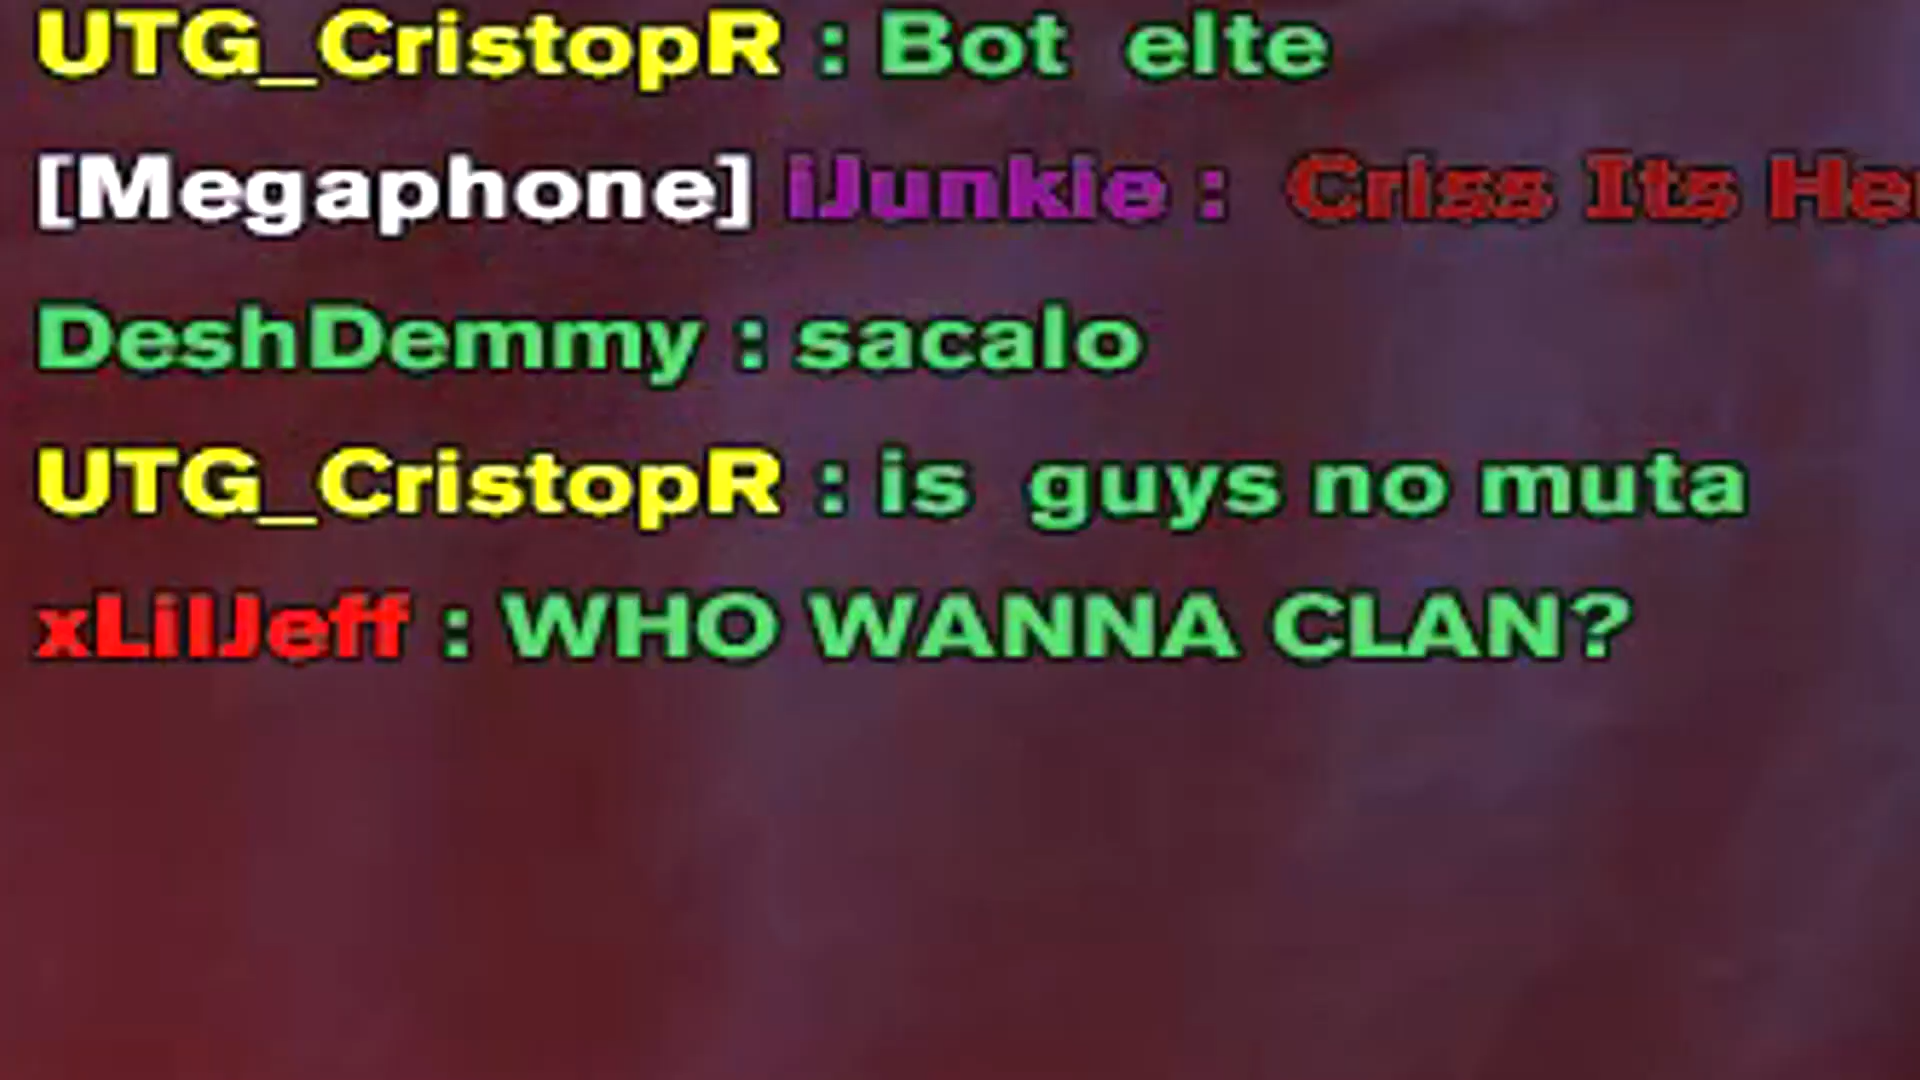 UTG_CristopR : Bot elte
[Megaphone] iJunkie : Criss Its
DeshDemmy : sacalo
UTG_CristopR : is guys no muta
xLilJeff : WHO WANNA CLAN?